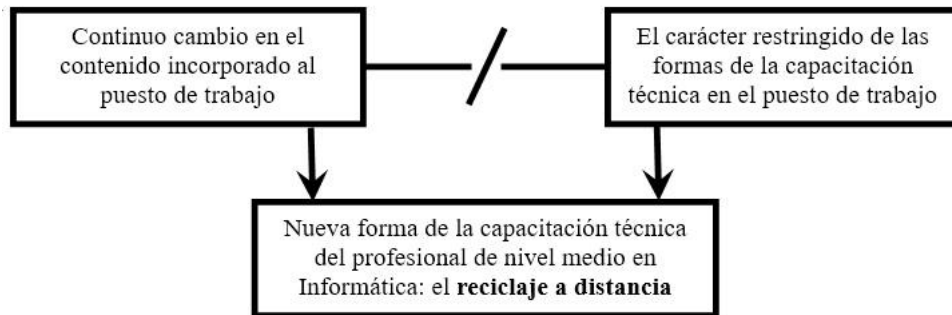 Continuo cambio en el
contenido incorporado al
puesto de trabajo
El carácter restringido de las
formas de la capacitación
técnica en el puesto de trabajo
Nueva forma de la capacitación técnica
del profesional de nivel medio en
Informática: el reciclaje a distancia